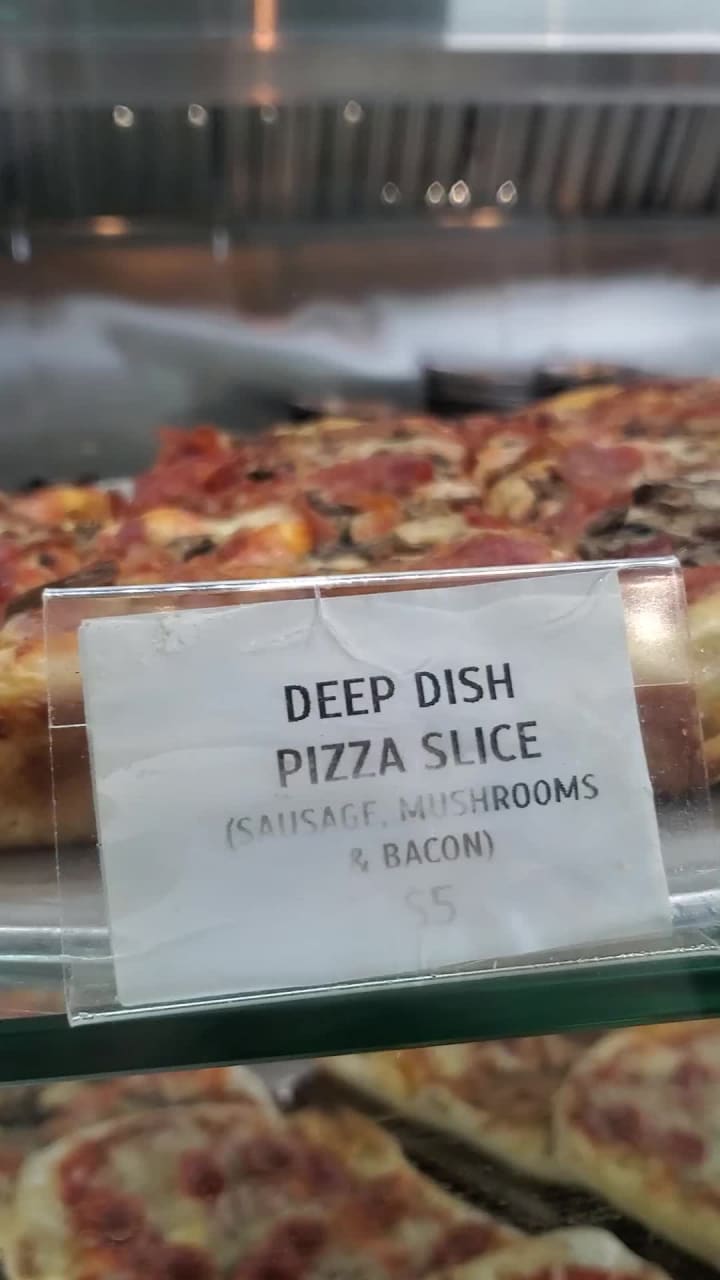 DEEP DISH
PIZZA SLICE
(SAUSAGE, MUSHROOMS
& BACON)
$5